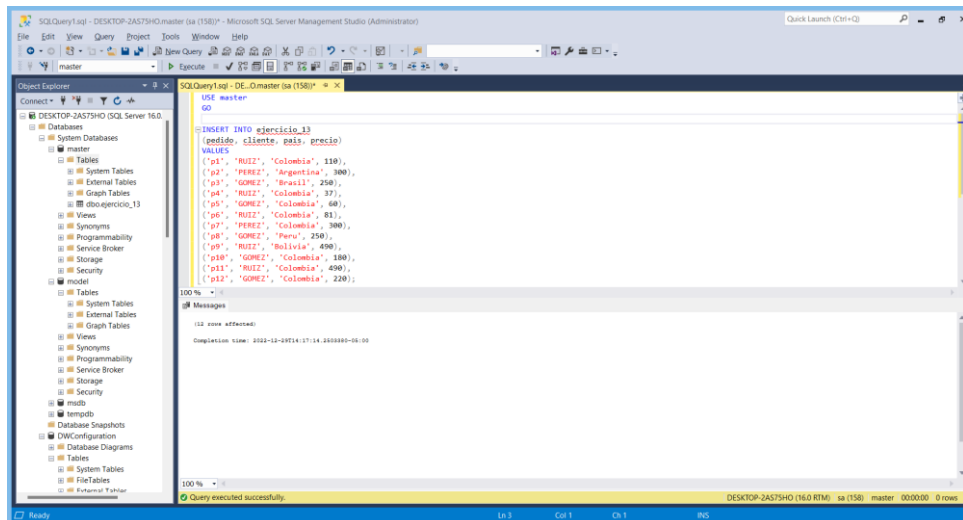 SQLQuery1.sql - DESKTOP-2AS75HO.master (sa (158))* - Microsoft SQL Server Management Studio (Administrator)
Quick Launch (Ctrl+Q)
File Edit View Query Project Tools Window Help
New Query
master
Execute
Object Explorer
SQLQuery1.sql - DE...O.master (sa (158))*
Connect
DESKTOP-2AS75HO (SQL Server 16.0.
Databases
System Databases
master
Tables
System Tables
External Tables
Graph Tables
dbo.ejercicio_13
Views
Synonyms
Programmability
Service Broker
Storage
Security
model
Tables
System Tables
External Tables
Graph Tables
Views
Synonyms
Programmability
Service Broker
Storage
Security
msdb
tempdb
Database Snapshots
DWConfiguration
Database Diagrams
Tables
System Tables
FileTables
External Tables
USE master
GO
INSERT INTO ejercicio_13
(pedido, cliente, pais, precio)
VALUES
('p1', 'RUIZ', 'Colombia', 110),
('p2', 'PEREZ', 'Argentina', 300),
('p3', 'GOMEZ', 'Brasil', 250),
('p4', 'RUIZ', 'Colombia', 37),
('p5', 'GOMEZ', 'Colombia', 60),
('p6', 'RUIZ', 'Colombia', 81),
('p7', 'PEREZ', 'Colombia', 300),
('p8', 'GOMEZ', 'Peru', 250),
('p9', 'RUIZ', 'Bolivia', 490),
('p10', 'GOMEZ', 'Colombia', 180),
('p11', 'RUIZ', 'Colombia', 490),
('p12', 'GOMEZ', 'Colombia', 220);
100 %
Messages
(12 rows affected)
Completion time: 2022-12-29T14:17:14.2503380-05:00
100 %
Query executed successfully.
DESKTOP-2AS75HO (16.0 RTM) sa (158) master 00:00:00 0 rows
Ready Ln 3 Col 1 Ch 1 INS